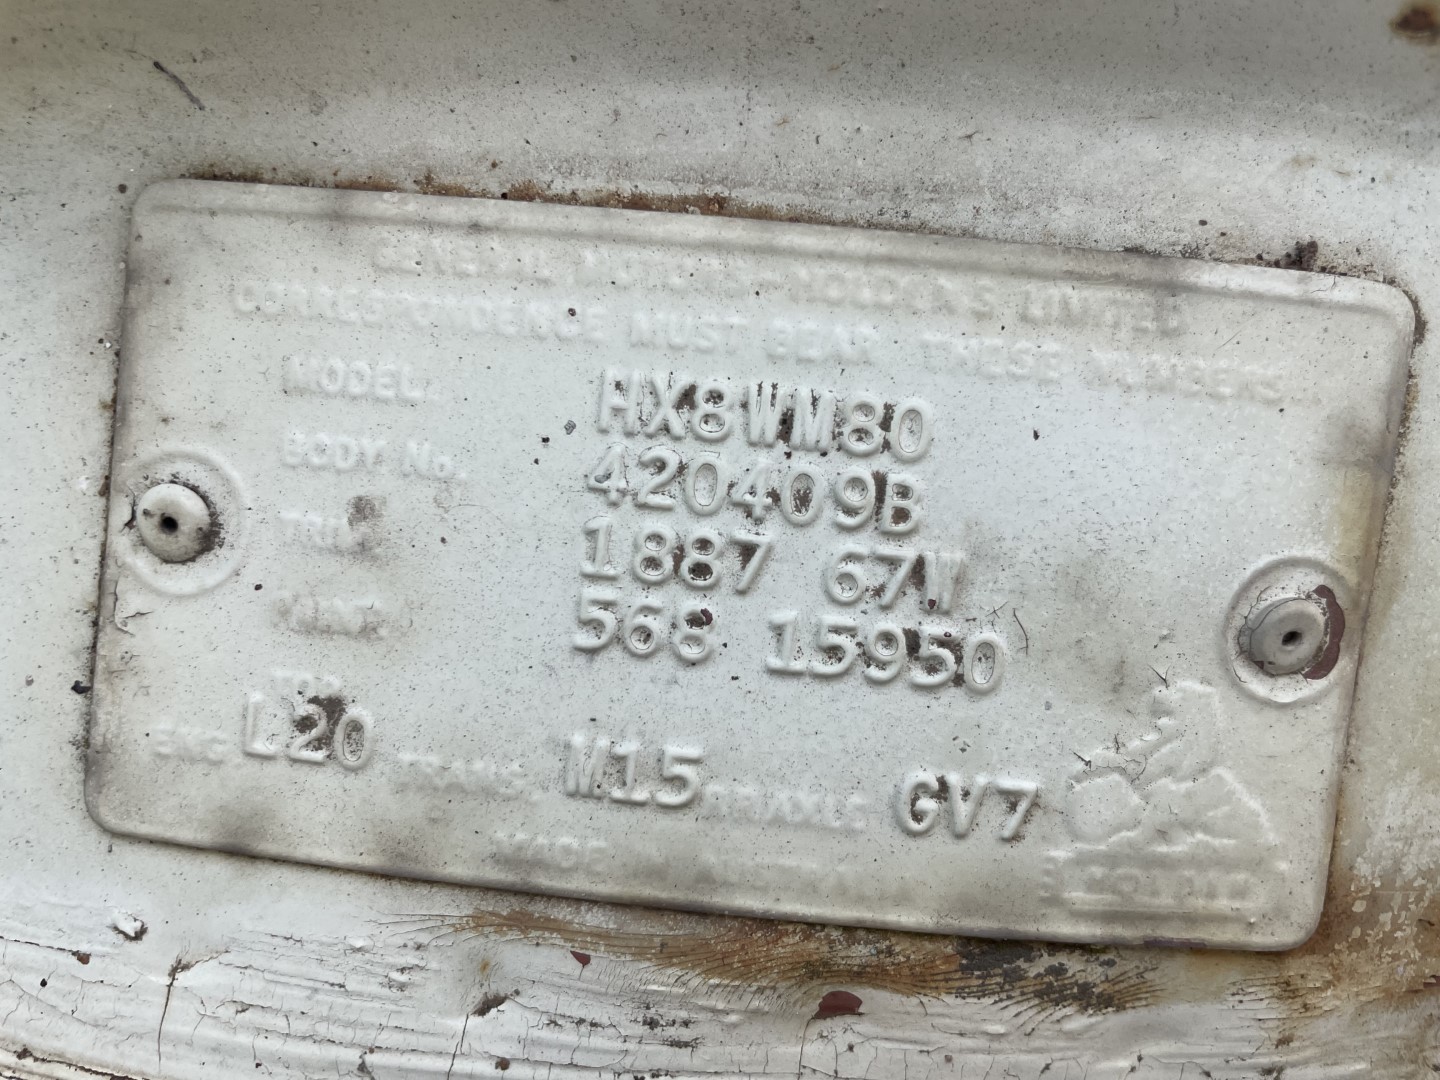 GENERAL MOTORS-HOLDEN'S LIMITED
CORRESPONDENCE MUST BEAR THESE NUMBERS
MODEL. HX8WM80
BODY No. 420409B
TRIM 1887 67W
PAINT. 568 15950
TOP
ENG L20 TRANS. M15 TR/AXLE GV7
MADE IN AUSTRALIA